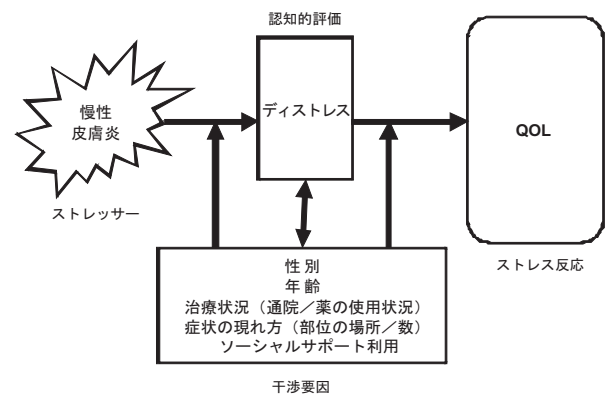 認知的評価
慢性
皮膚炎
ディストレス
QOL
ストレッサー
ストレス反応
性別
年齢
治療状況（通院／薬の使用状況）
症状の現れ方（部位の場所／数）
ソーシャルサポート利用
干渉要因